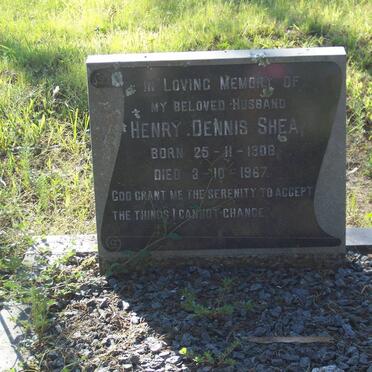 IN LOVING MEMORY OF
MY BELOVED HUSBAND
HENRY DENNIS SHEA
BORN 25-11-1908
DIED 3-10-1967.
GOD GRANT ME THE SERENITY TO ACCEPT
THE THINGS I CANNOT CHANGE